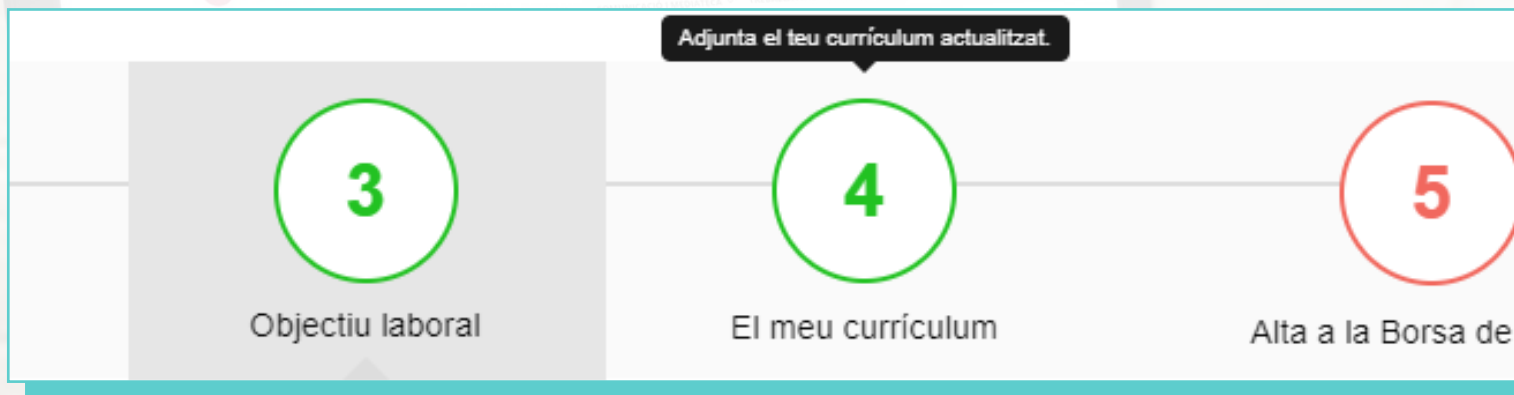 Adjunta el teu currículum actualitzat.
3
4
5
Objectiu laboral
El meu currículum
Alta a la Borsa de